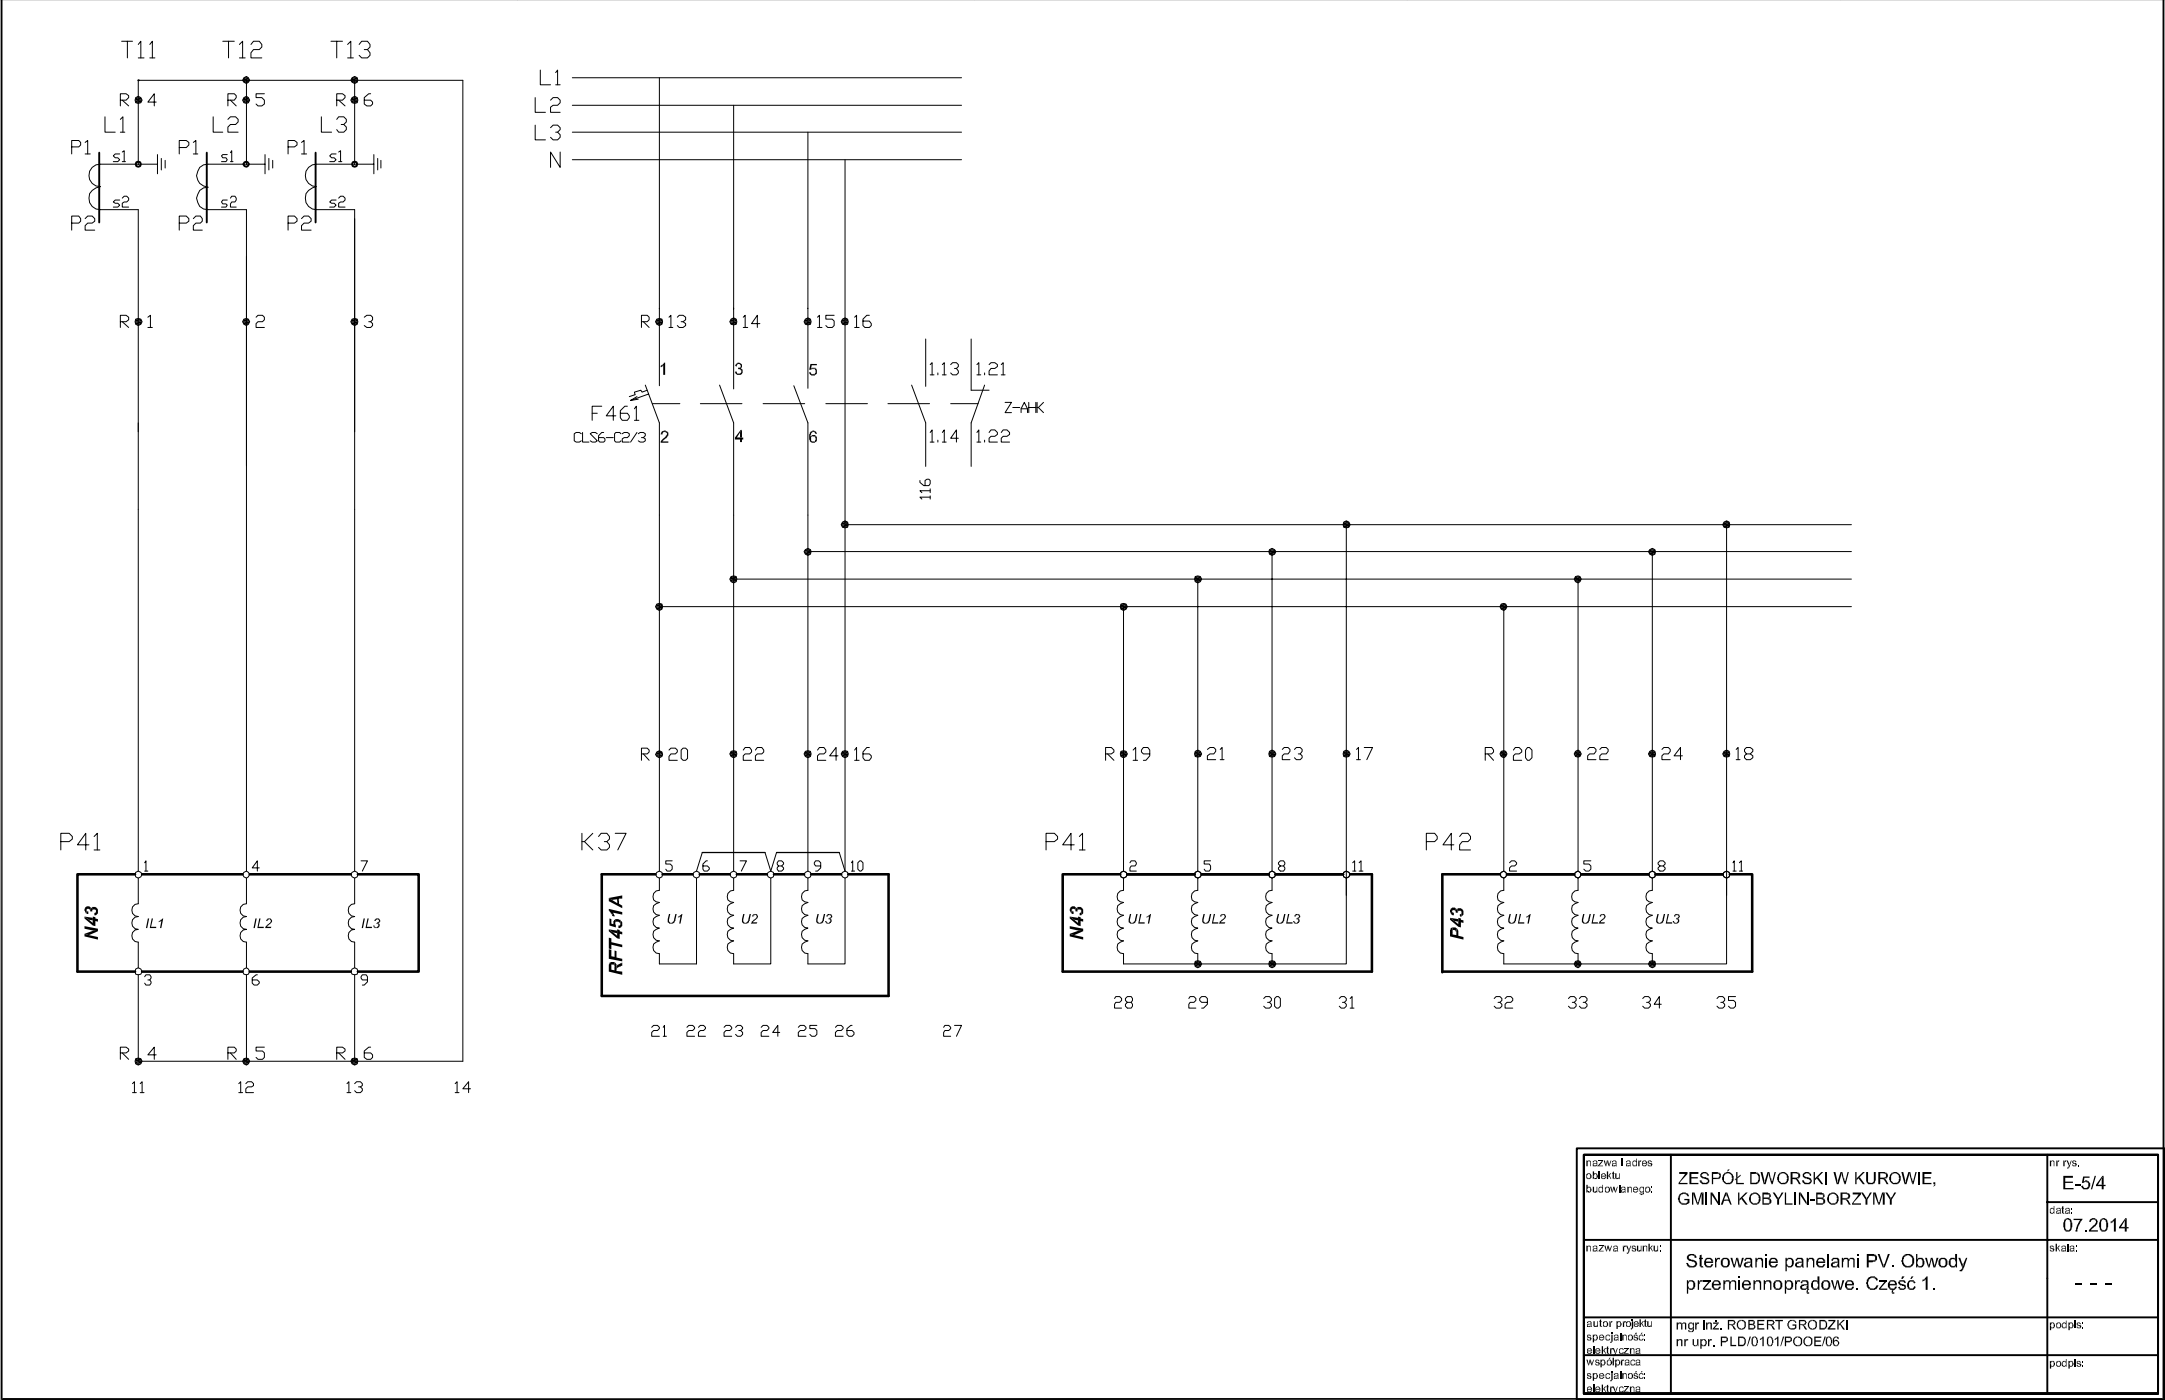 T11 T12 T13
R 4 R 5 R 6
L1 L2 L3
P1 s1 P1 s1 P1 s1
s2 s2 s2
P2 P2 P2
R 1 2 3
L1
L2
L3
N
R 13 14 15 16
1 3 5 1.13 1.21
F461 Z-AHK
CLS6-C2/3 2 4 6 1.14 1.22
116
R 20 22 24 16 R 19 21 23 17 R 20 22 24 18
P41 K37 P41 P42
1 4 7
N43 IL1 IL2 IL3
3 6 9
R 4 R 5 R 6
11 12 13 14
5 6 7 8 9 10
RFT451A U1 U2 U3
21 22 23 24 25 26 27
2 5 8 11
N43 UL1 UL2 UL3
28 29 30 31
2 5 8 11
P43 UL1 UL2 UL3
32 33 34 35
nazwa i adres
obiektu
budowlanego:
ZESPÓŁ DWORSKI W KUROWIE,
GMINA KOBYLIN-BORZYMY
nr rys.
E-5/4
data:
07.2014
nazwa rysunku:
Sterowanie panelami PV. Obwody
przemiennoprądowe. Część 1.
skala:
- - -
autor projektu
specjalność:
elektryczna
mgr inż. ROBERT GRODZKI
nr upr. PLD/0101/POOE/06
podpis:
współpraca
specjalność:
elektryczna
podpis: